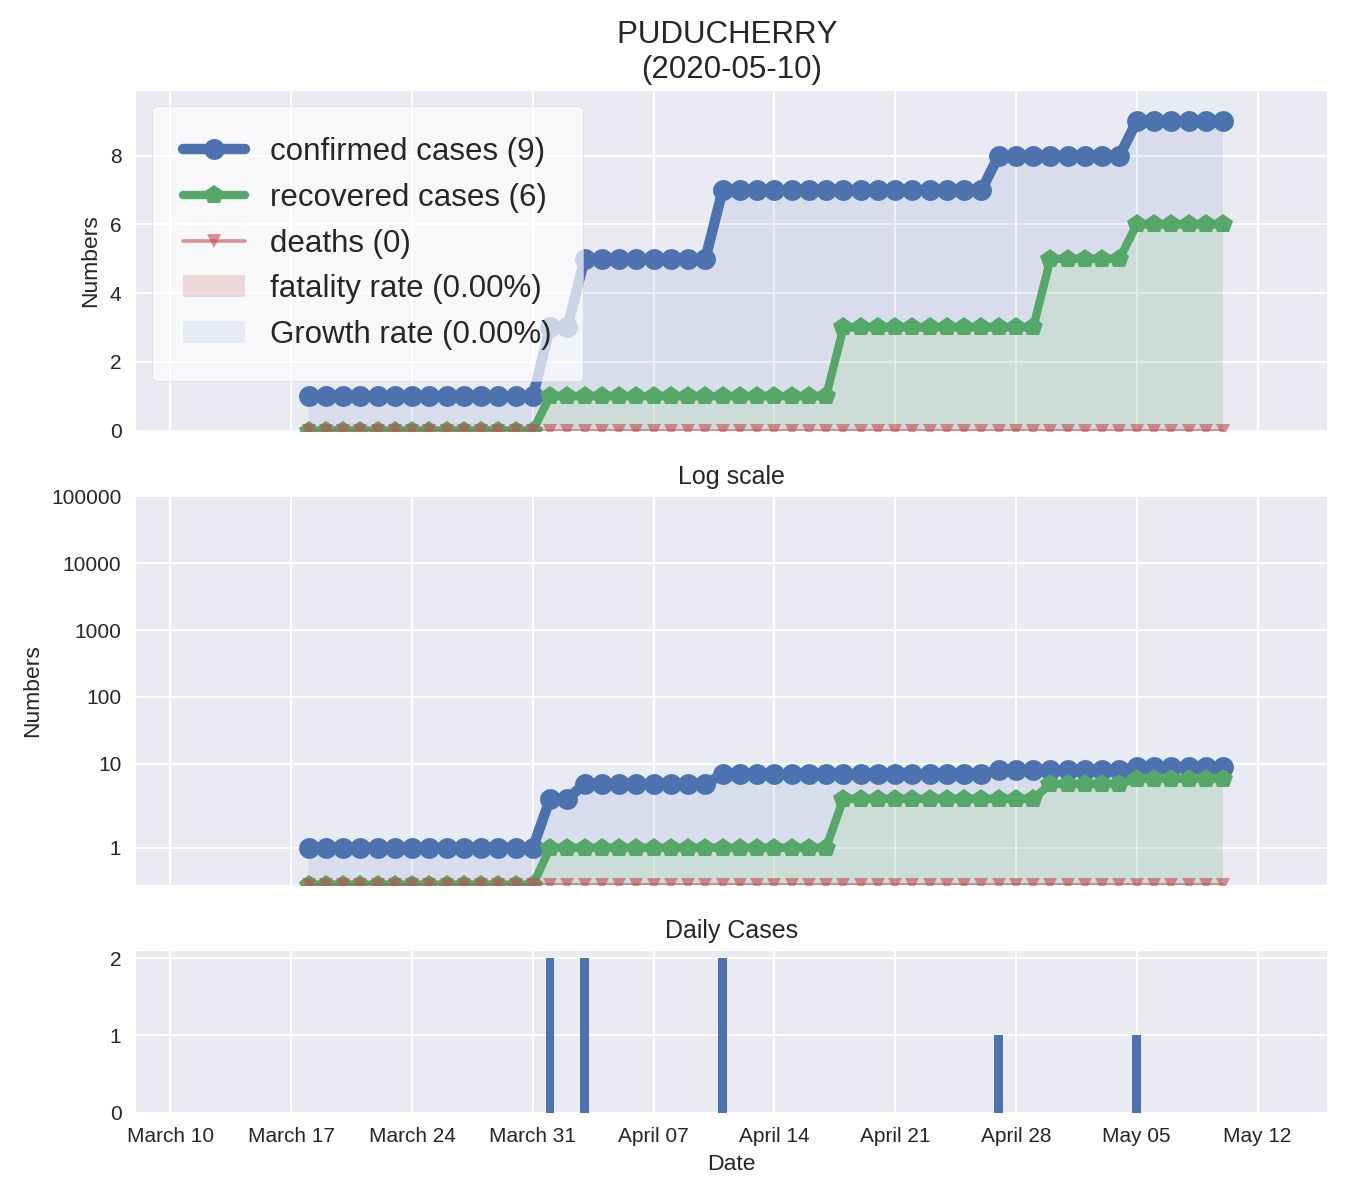 PUDUCHERRY
(2020-05-10)
confirmed cases (9)
recovered cases (6)
deaths (0)
fatality rate (0.00%)
Growth rate (0.00%)
Numbers
8
6
4
2
0
Log scale
Numbers
100000
10000
1000
100
10
1
Daily Cases
2
1
0
March 10 March 17 March 24 March 31 April 07 April 14 April 21 April 28 May 05 May 12
Date